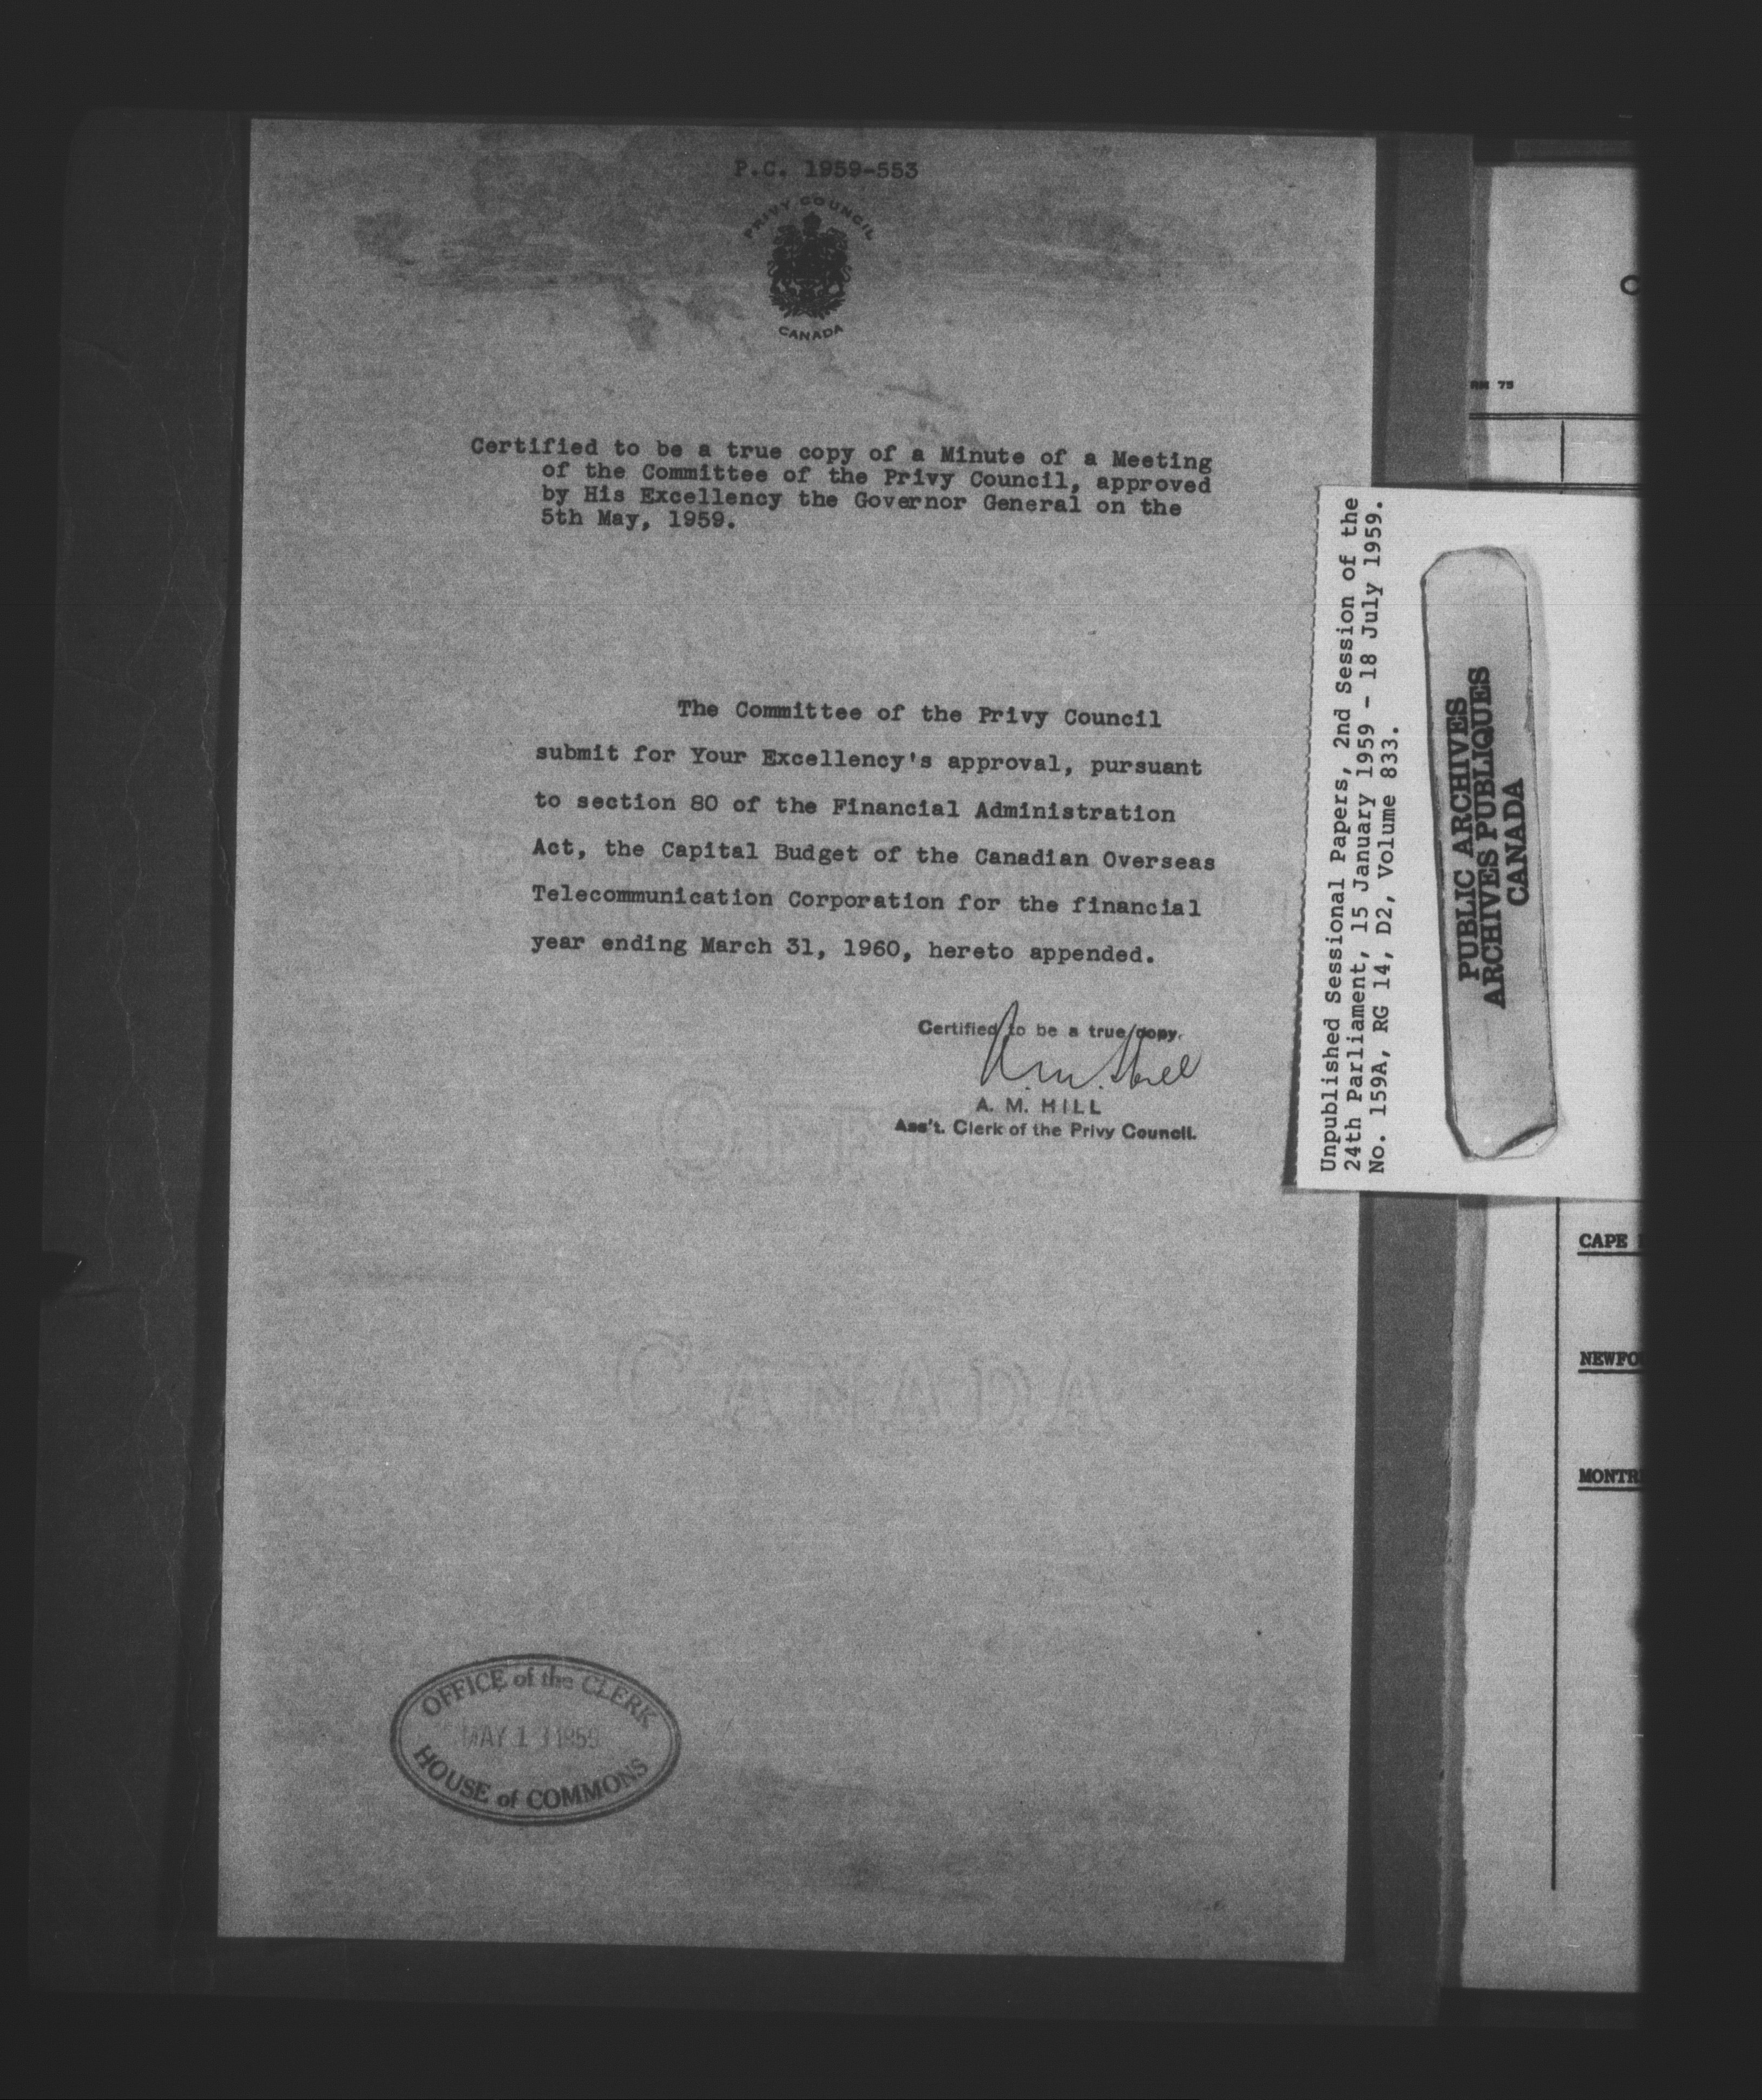 P.C. 1959-553
PRIVY COUNCIL
CANADA
Certified to be a true copy of a Minute of a Meeting
of the Committee of the Privy Council, approved
by His Excellency the Governor General on the
5th May, 1959.
The Committee of the Privy Council
submit for Your Excellency's approval, pursuant
to section 80 of the Financial Administration
Act, the Capital Budget of the Canadian Overseas
Telecommunication Corporation for the financial
year ending March 31, 1960, hereto appended.
Certified to be a true copy.
A. M. Hill
A. M. HILL
Ass't. Clerk of the Privy Council.
OFFICE of the CLERK
MAY 13 1959
HOUSE of COMMONS
CANADA
Unpublished Sessional Papers, 2nd Session of the
24th Parliament, 15 January 1959 - 18 July 1959.
No. 159A, RG 14, D2, Volume 833.
PUBLIC ARCHIVES
ARCHIVES PUBLIQUES
CANADA
75
CAPE
NEWFO
MONTR